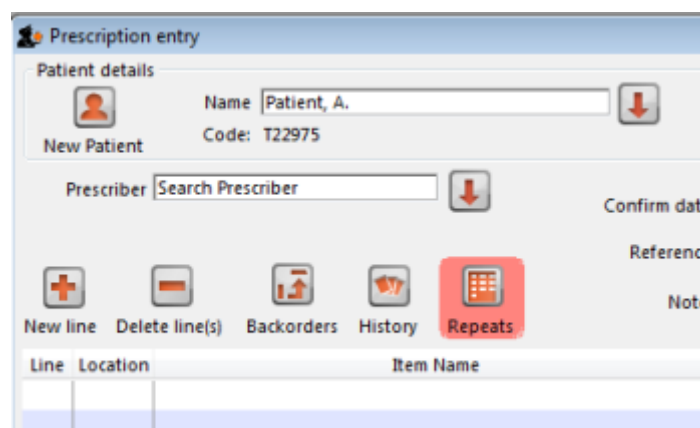 Prescription entry
Patient details
Name Patient, A.
Code: T22975
New Patient
Prescriber Search Prescriber
Confirm dat
Referenc
Not
New line Delete line(s) Backorders History Repeats
Line Location Item Name